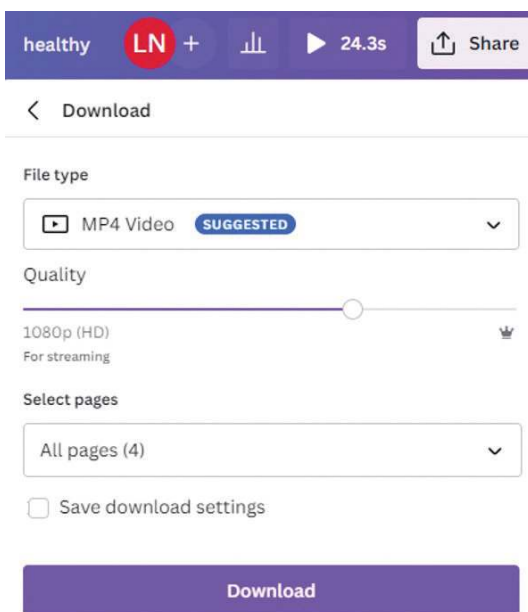 healthy LN + 24.3s Share
Download
File type
MP4 Video SUGGESTED
Quality
1080p (HD)
For streaming
Select pages
All pages (4)
Save download settings
Download